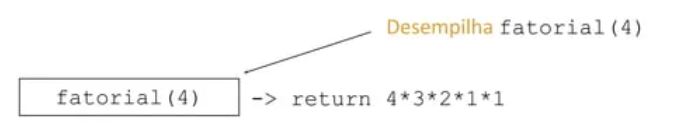 Desempilha fatorial(4)
fatorial(4) -> return 4*3*2*1*1